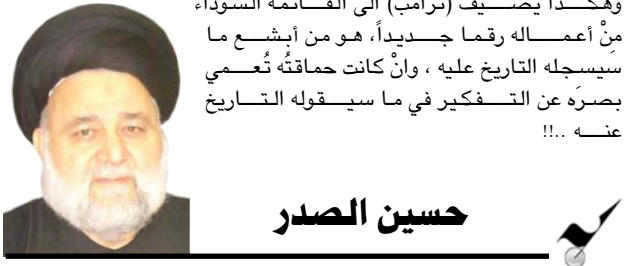 وهكذا يضيف (ترامب) الى القائمة السوداء
مِنْ أعماله رقما جديداً، هو من أبشع ما
سيسجله التاريخ عليه ، وانْ كانت حماقتُه تُعمي
بصرَه عن التفكير في ما سيقوله التاريخ
عنه ..!!
حسين الصدر